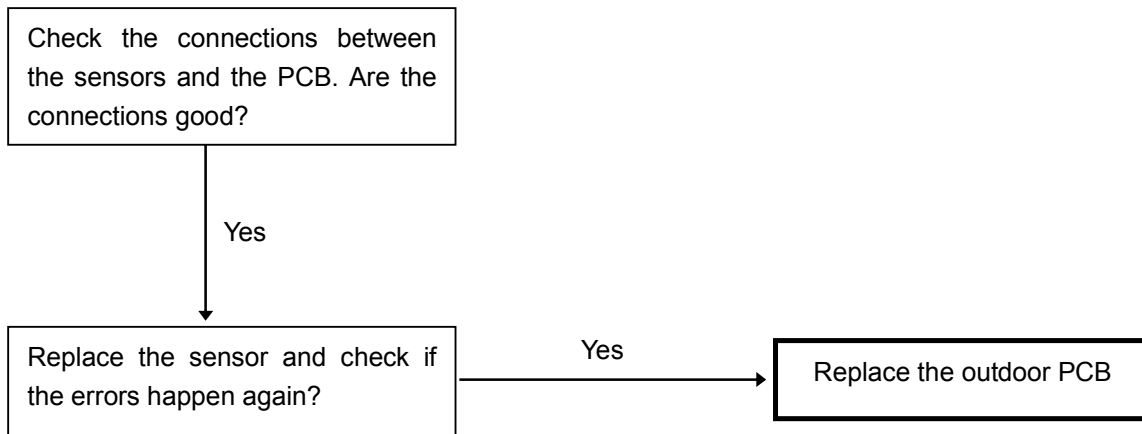 Check the connections between
the sensors and the PCB. Are the
connections good?
Yes
Replace the sensor and check if
the errors happen again?
Yes
Replace the outdoor PCB